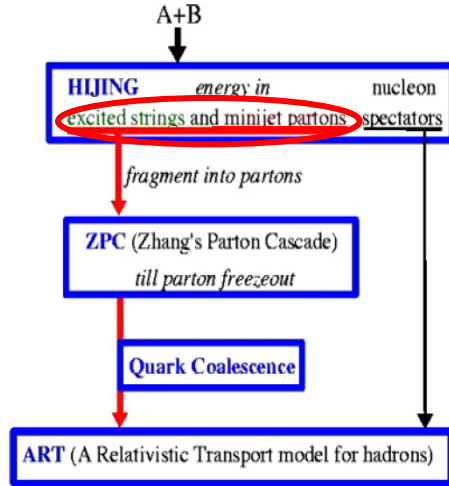 A+B
HIJING energy in nucleon
excited strings and minijet partons spectators
fragment into partons
ZPC (Zhang's Parton Cascade)
till parton freezeout
Quark Coalescence
ART (A Relativistic Transport model for hadrons)